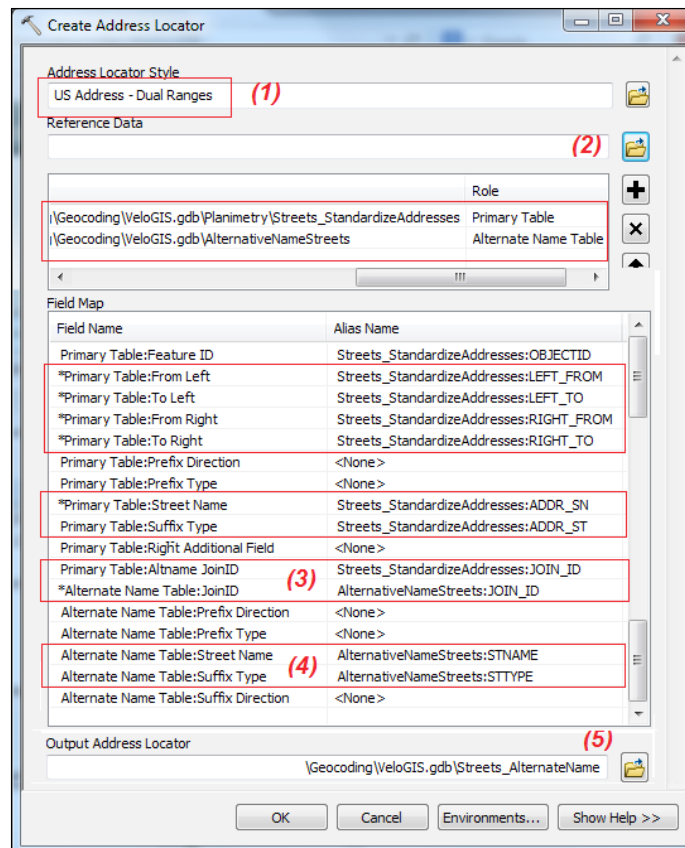 Create Address Locator
Address Locator Style
US Address - Dual Ranges (1)
Reference Data
(2)
Role
\Geocoding\VeloGIS.gdb\Planimetry\Streets_StandardizeAddresses Primary Table
\Geocoding\VeloGIS.gdb\AlternativeNameStreets Alternate Name Table
Field Map
Field Name Alias Name
Primary Table:Feature ID Streets_StandardizeAddresses:OBJECTID
*Primary Table:From Left Streets_StandardizeAddresses:LEFT_FROM
*Primary Table:To Left Streets_StandardizeAddresses:LEFT_TO
*Primary Table:From Right Streets_StandardizeAddresses:RIGHT_FROM
*Primary Table:To Right Streets_StandardizeAddresses:RIGHT_TO
Primary Table:Prefix Direction <None>
Primary Table:Prefix Type <None>
*Primary Table:Street Name Streets_StandardizeAddresses:ADDR_SN
Primary Table:Suffix Type Streets_StandardizeAddresses:ADDR_ST
Primary Table:Right Additional Field <None>
Primary Table:Altname JoinID Streets_StandardizeAddresses:JOIN_ID
(3)
*Alternate Name Table:JoinID AlternativeNameStreets:JOIN_ID
Alternate Name Table:Prefix Direction <None>
Alternate Name Table:Prefix Type <None>
Alternate Name Table:Street Name AlternativeNameStreets:STNAME
(4)
Alternate Name Table:Suffix Type AlternativeNameStreets:STTYPE
Alternate Name Table:Suffix Direction <None>
Output Address Locator (5)
\Geocoding\VeloGIS.gdb\Streets_AlternateName
OK Cancel Environments... Show Help >>